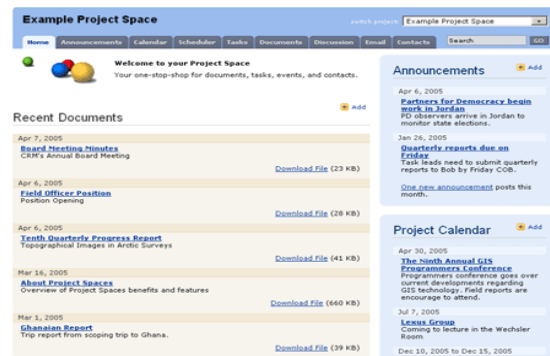 Example Project Space
switch project: Example Project Space
Home Announcements Calendar Scheduler Tasks Documents Discussion Email Contacts Search GO
Welcome to your Project Space
Your one-stop-shop for documents, tasks, events, and contacts.
Add
Recent Documents
Apr 7, 2005
Board Meeting Minutes
CRM's Annual Board Meeting
Download File (23 KB)
Apr 6, 2005
Field Officer Position
Position Opening
Download File (28 KB)
Apr 6, 2005
Tenth Quarterly Progress Report
Topographical Images in Arctic Surveys
Download File (41 KB)
Mar 16, 2005
About Project Spaces
Overview of Project Spaces benefits and features
Download File (660 KB)
Mar 1, 2005
Ghanaian Report
Trip report from scoping trip to Ghana.
Download File (39 KB)
Announcements
Add
Apr 6, 2005
Partners for Democracy begin
work in Jordan
PD observers arrive in Jordan to
monitor state elections.
Jan 26, 2005
Quarterly reports due on
Friday
Task leads need to submit quarterly
reports to Bob by Friday COB.
One new announcement posts this
month.
Project Calendar
Add
Apr 30, 2005
The Ninth Annual GIS
Programmers Conference
Programmers conference goes over
current developments regarding
GIS technology. Field reports are
encourage to attend.
Jul 7, 2005
Lexus Group
Coming to lecture in the Wechsler
Room
Dec 10, 2005 to Dec 15, 2005